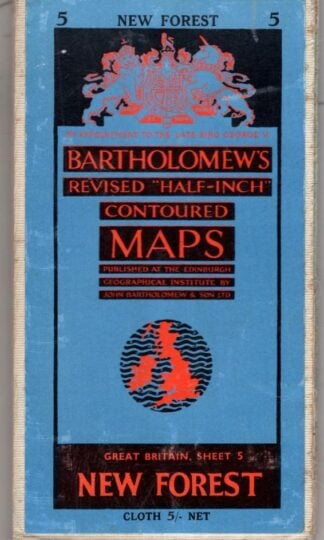 5 NEW FOREST 5
BY APPOINTMENT TO THE LATE KING GEORGE VI
BARTHOLOMEW'S
REVISED "HALF-INCH"
CONTOURED
MAPS
PUBLISHED AT THE EDINBURGH
GEOGRAPHICAL INSTITUTE BY
JOHN BARTHOLOMEW & SON LTD
GREAT BRITAIN, SHEET 5
NEW FOREST
CLOTH 5/- NET